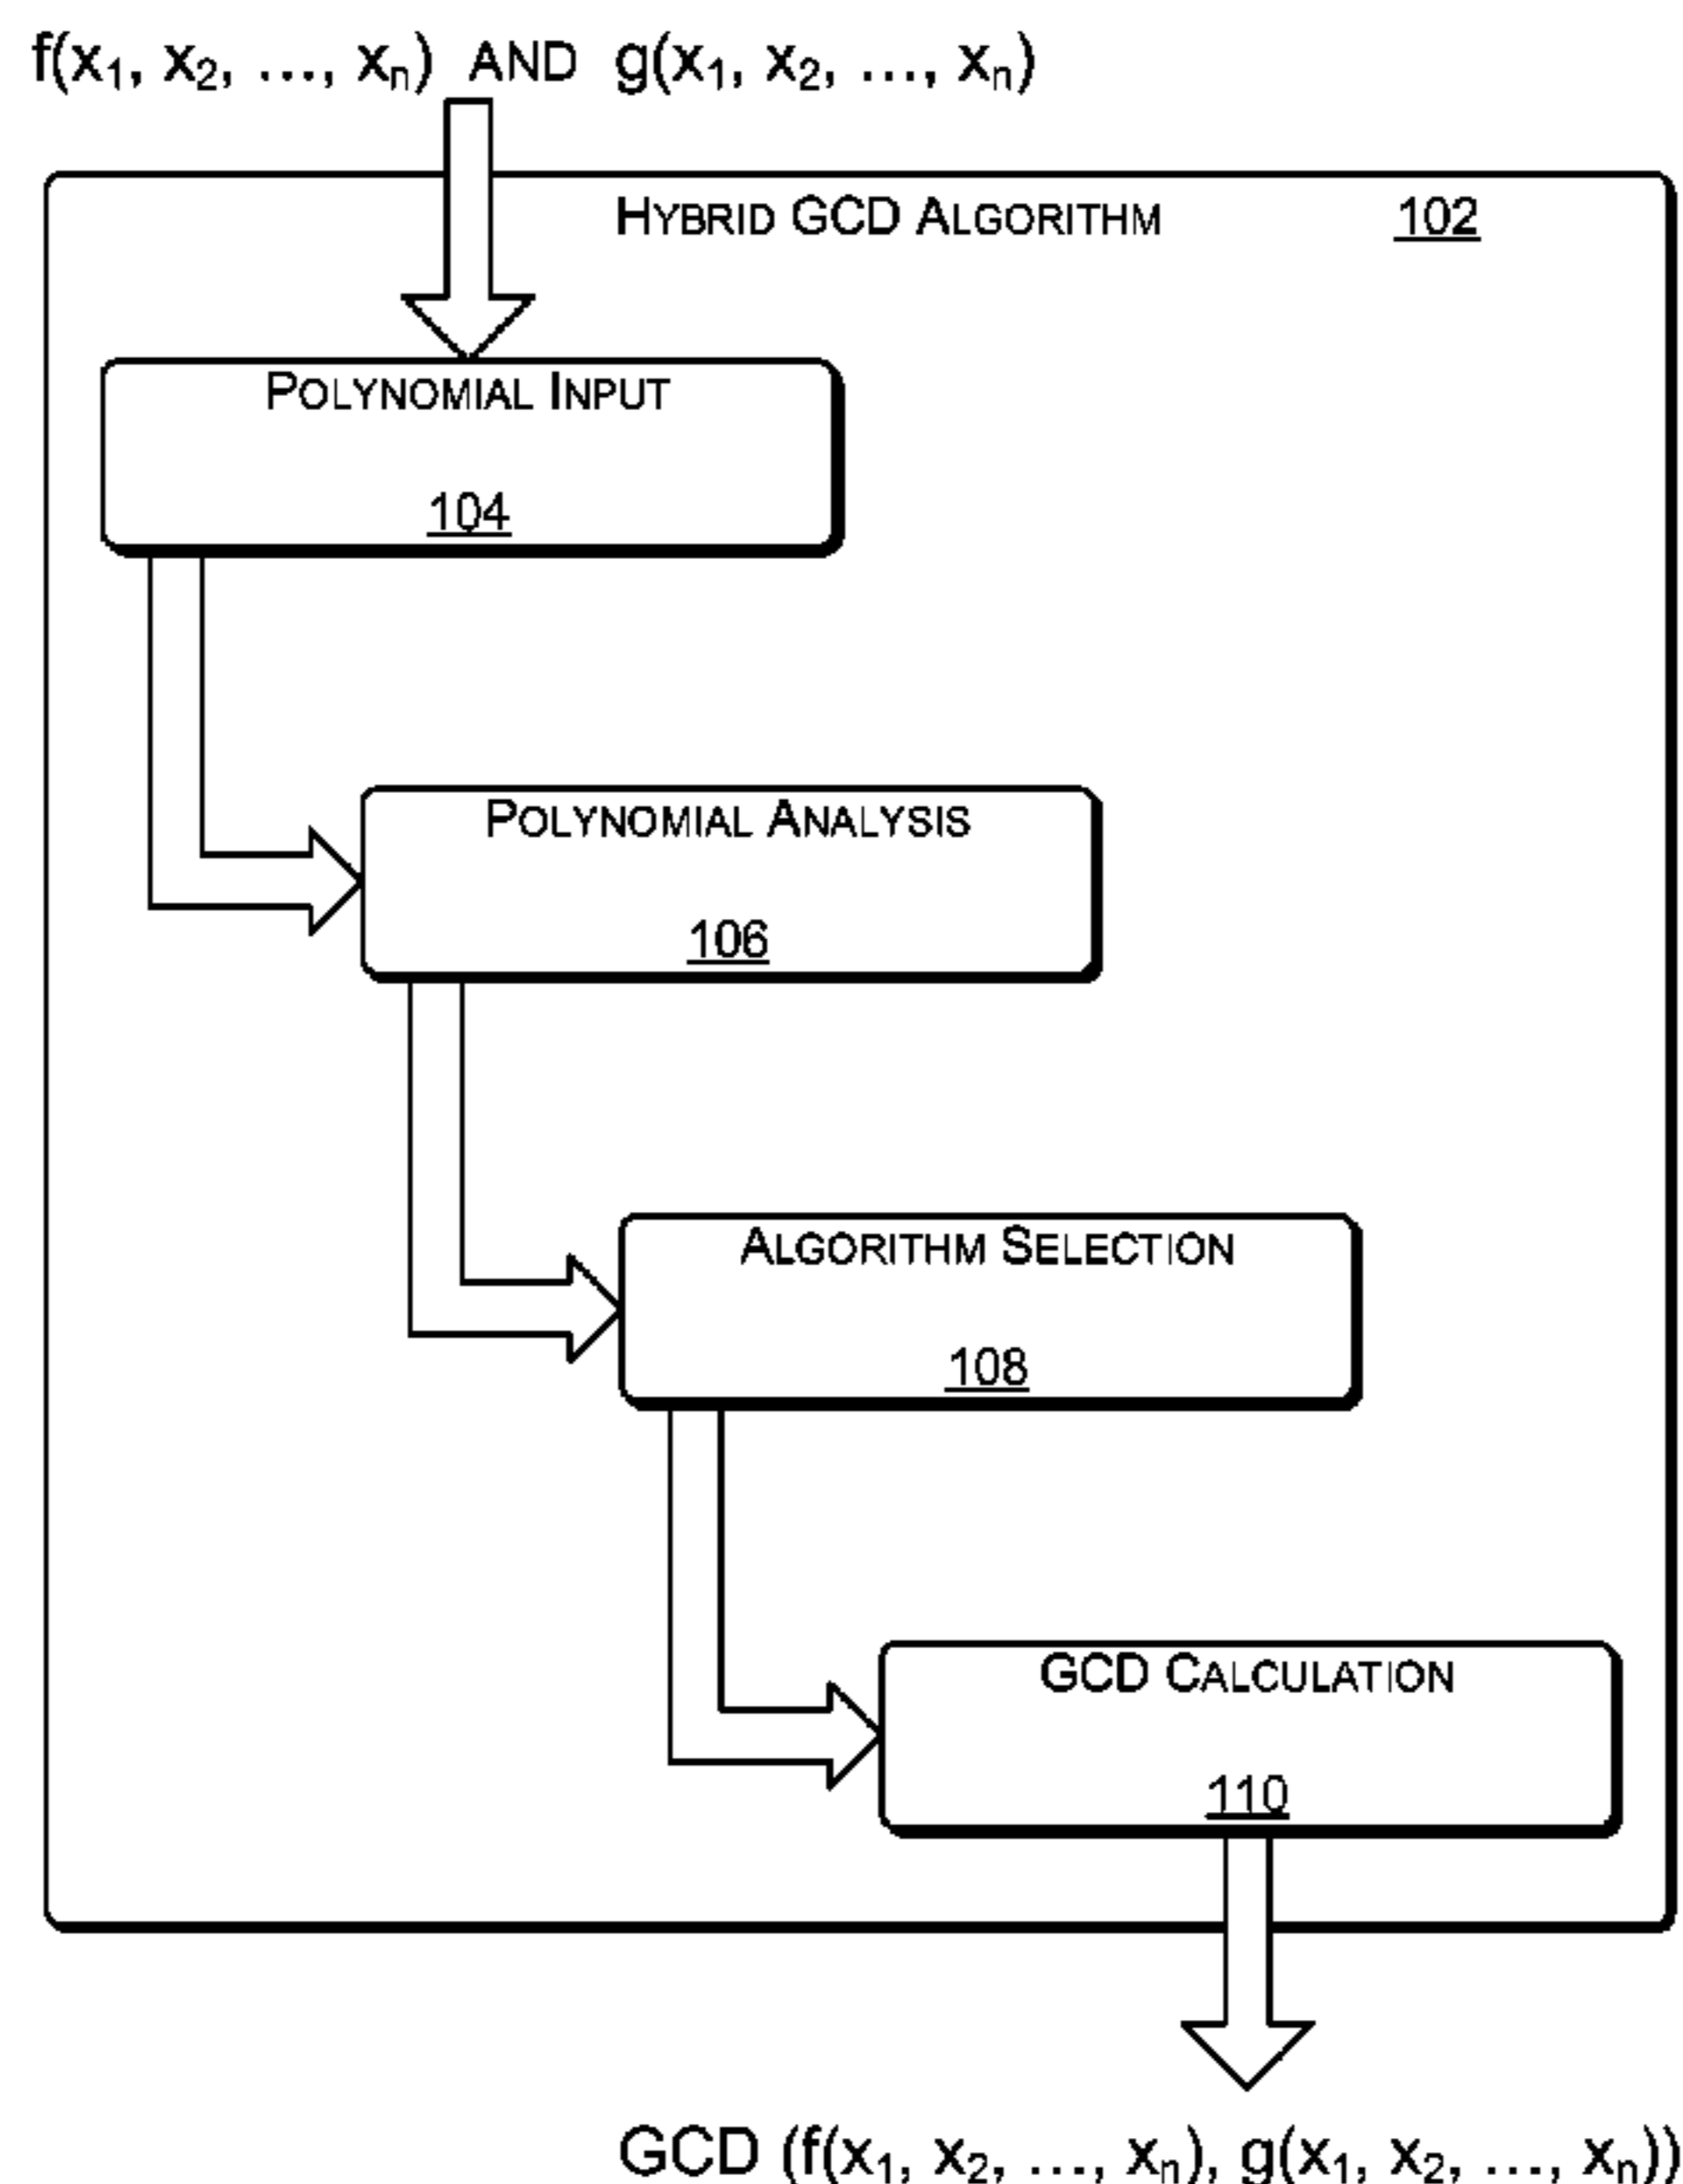 f(x₁, x₂, ..., xₙ) AND g(x₁, x₂, ..., xₙ)
HYBRID GCD ALGORITHM 102
POLYNOMIAL INPUT
104
POLYNOMIAL ANALYSIS
106
ALGORITHM SELECTION
108
GCD CALCULATION
110
GCD (f(x₁, x₂, ..., xₙ), g(x₁, x₂, ..., xₙ))